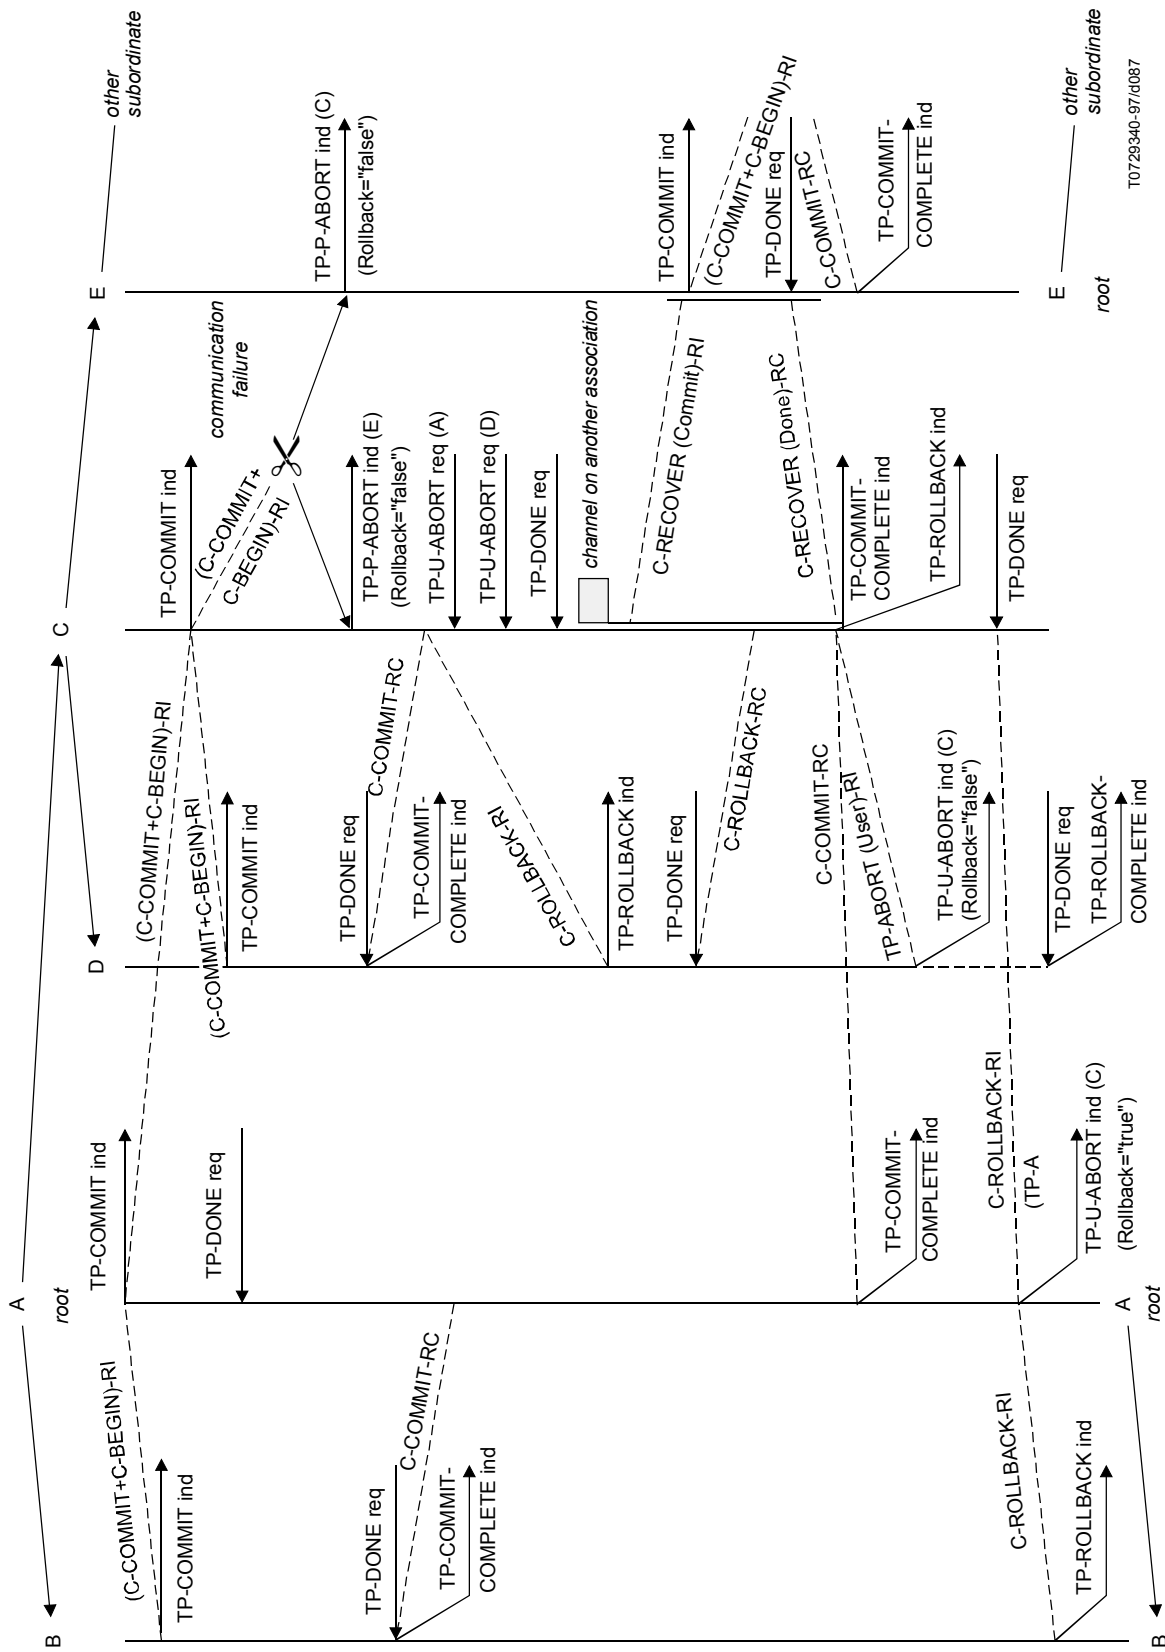 B
A
root
D
C
E
other
subordinate
(C-COMMIT+C-BEGIN)-RI
TP-COMMIT ind
TP-COMMIT ind
(C-COMMIT+C-BEGIN)-RI
(C-COMMIT+C-BEGIN)-RI
TP-COMMIT ind
TP-COMMIT ind
(C-COMMIT+
C-BEGIN)-RI
communication
failure
TP-DONE req
TP-P-ABORT ind (C)
(Rollback="false")
TP-P-ABORT ind (E)
(Rollback="false")
TP-DONE req
C-COMMIT-RC
TP-COMMIT-
COMPLETE ind
TP-U-ABORT req (A)
TP-U-ABORT req (D)
TP-DONE req
TP-DONE req
C-COMMIT-RC
TP-COMMIT-
COMPLETE ind
C-ROLLBACK-RI
TP-ROLLBACK ind
channel on another association
C-RECOVER (Commit)-RI
TP-COMMIT ind
(C-COMMIT+C-BEGIN)-RI
TP-DONE req
C-ROLLBACK-RC
C-RECOVER (Done)-RC
TP-DONE req
C-COMMIT-RC
TP-COMMIT-
COMPLETE ind
C-COMMIT-RC
TP-ABORT (User)-RI
TP-COMMIT-
COMPLETE ind
TP-ROLLBACK ind
TP-COMMIT-
COMPLETE ind
TP-U-ABORT ind (C)
(Rollback="false")
TP-DONE req
C-ROLLBACK-RI
C-ROLLBACK-RI
(TP-A
TP-U-ABORT ind (C)
(Rollback="true")
TP-DONE req
TP-ROLLBACK-
COMPLETE ind
TP-ROLLBACK ind
B
A
root
E
root
other
subordinate
T0729340-97/d087